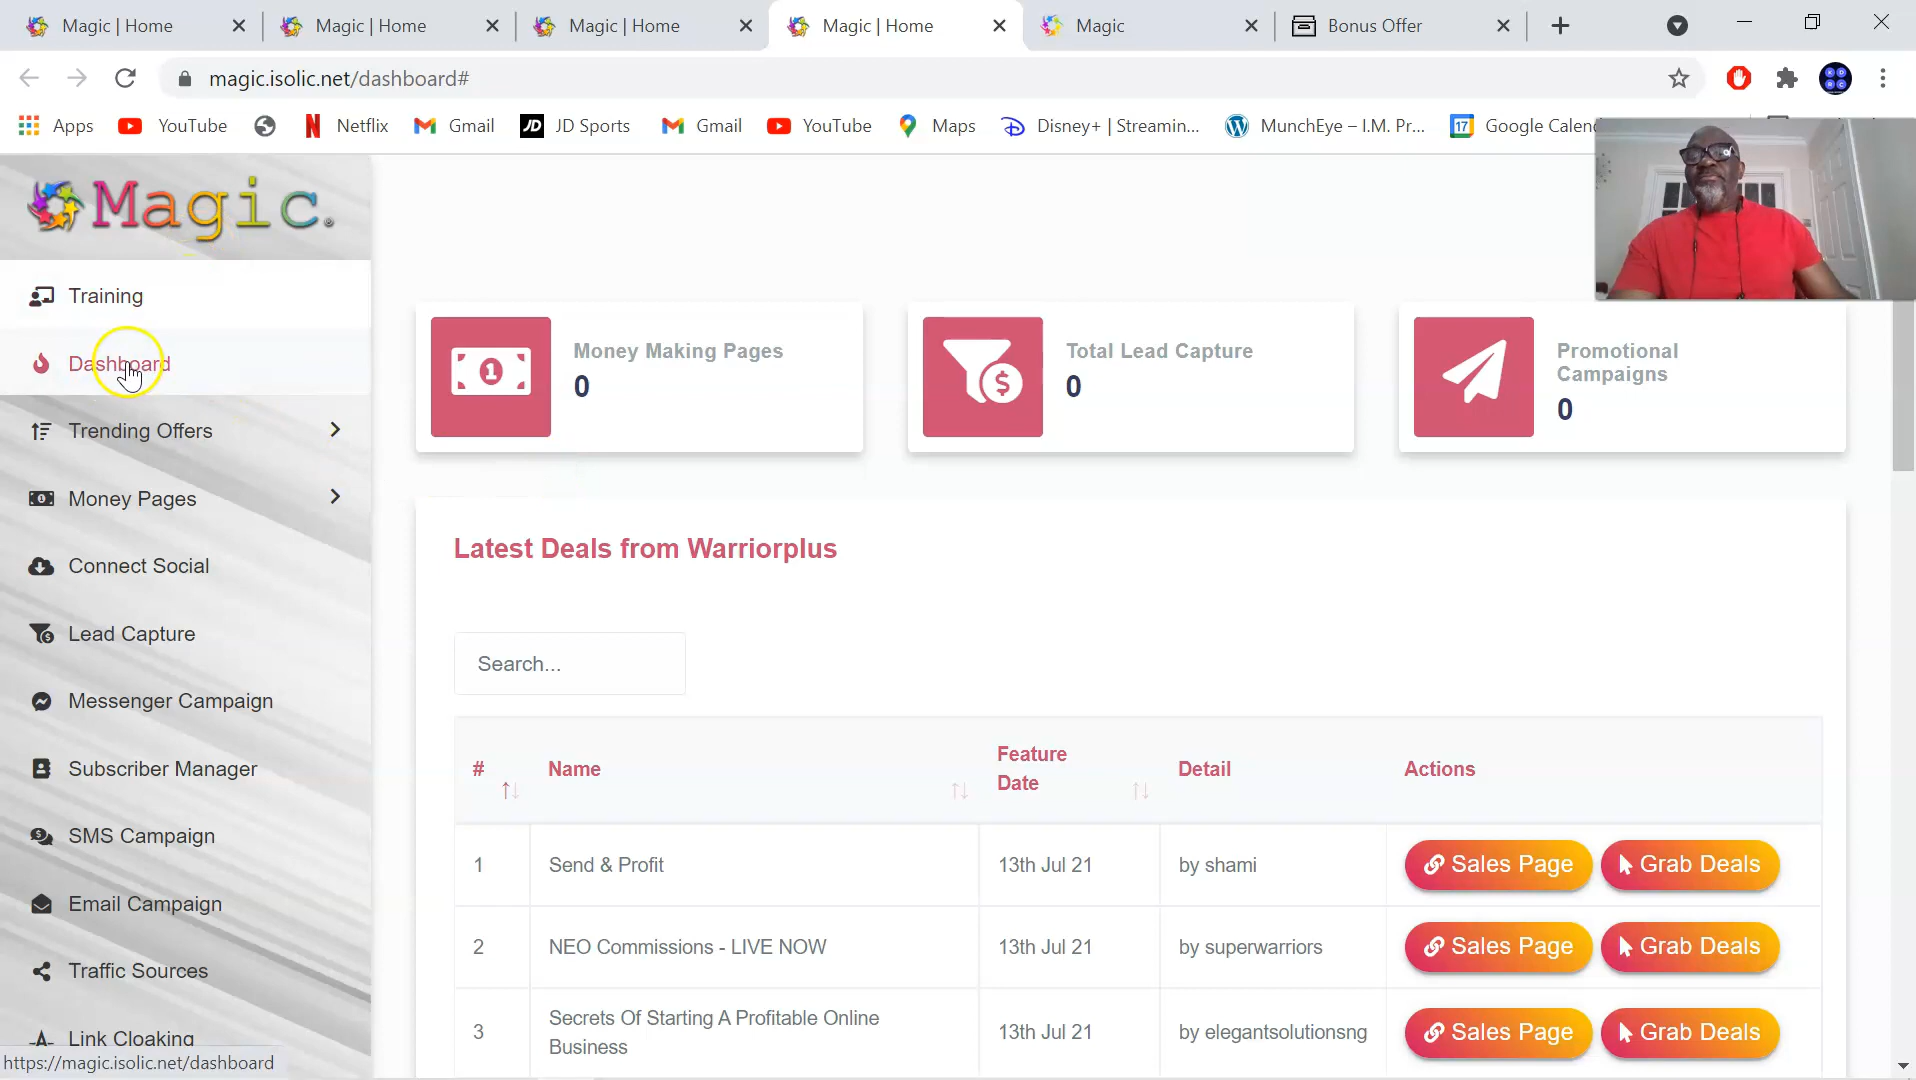 Magic | Home
Magic | Home
Magic | Home
Magic | Home
Magic
Bonus Offer
magic.isolic.net/dashboard#
Apps
YouTube
Netflix
Gmail
JD JD Sports
Gmail
YouTube
Maps
Disney+ | Streamin...
MunchEye – I.M. Pr...
17 Google Calen
Magic.
Training
Dashboard
Trending Offers
Money Pages
Connect Social
Lead Capture
Messenger Campaign
Subscriber Manager
SMS Campaign
Email Campaign
Traffic Sources
Link Cloaking
https://magic.isolic.net/dashboard
Money Making Pages
0
Total Lead Capture
0
Promotional
Campaigns
0
Latest Deals from Warriorplus
Search...
# Name Feature Date Detail Actions
1 Send & Profit 13th Jul 21 by shami Sales Page Grab Deals
2 NEO Commissions - LIVE NOW 13th Jul 21 by superwarriors Sales Page Grab Deals
3 Secrets Of Starting A Profitable Online
Business 13th Jul 21 by elegantsolutionsng Sales Page Grab Deals